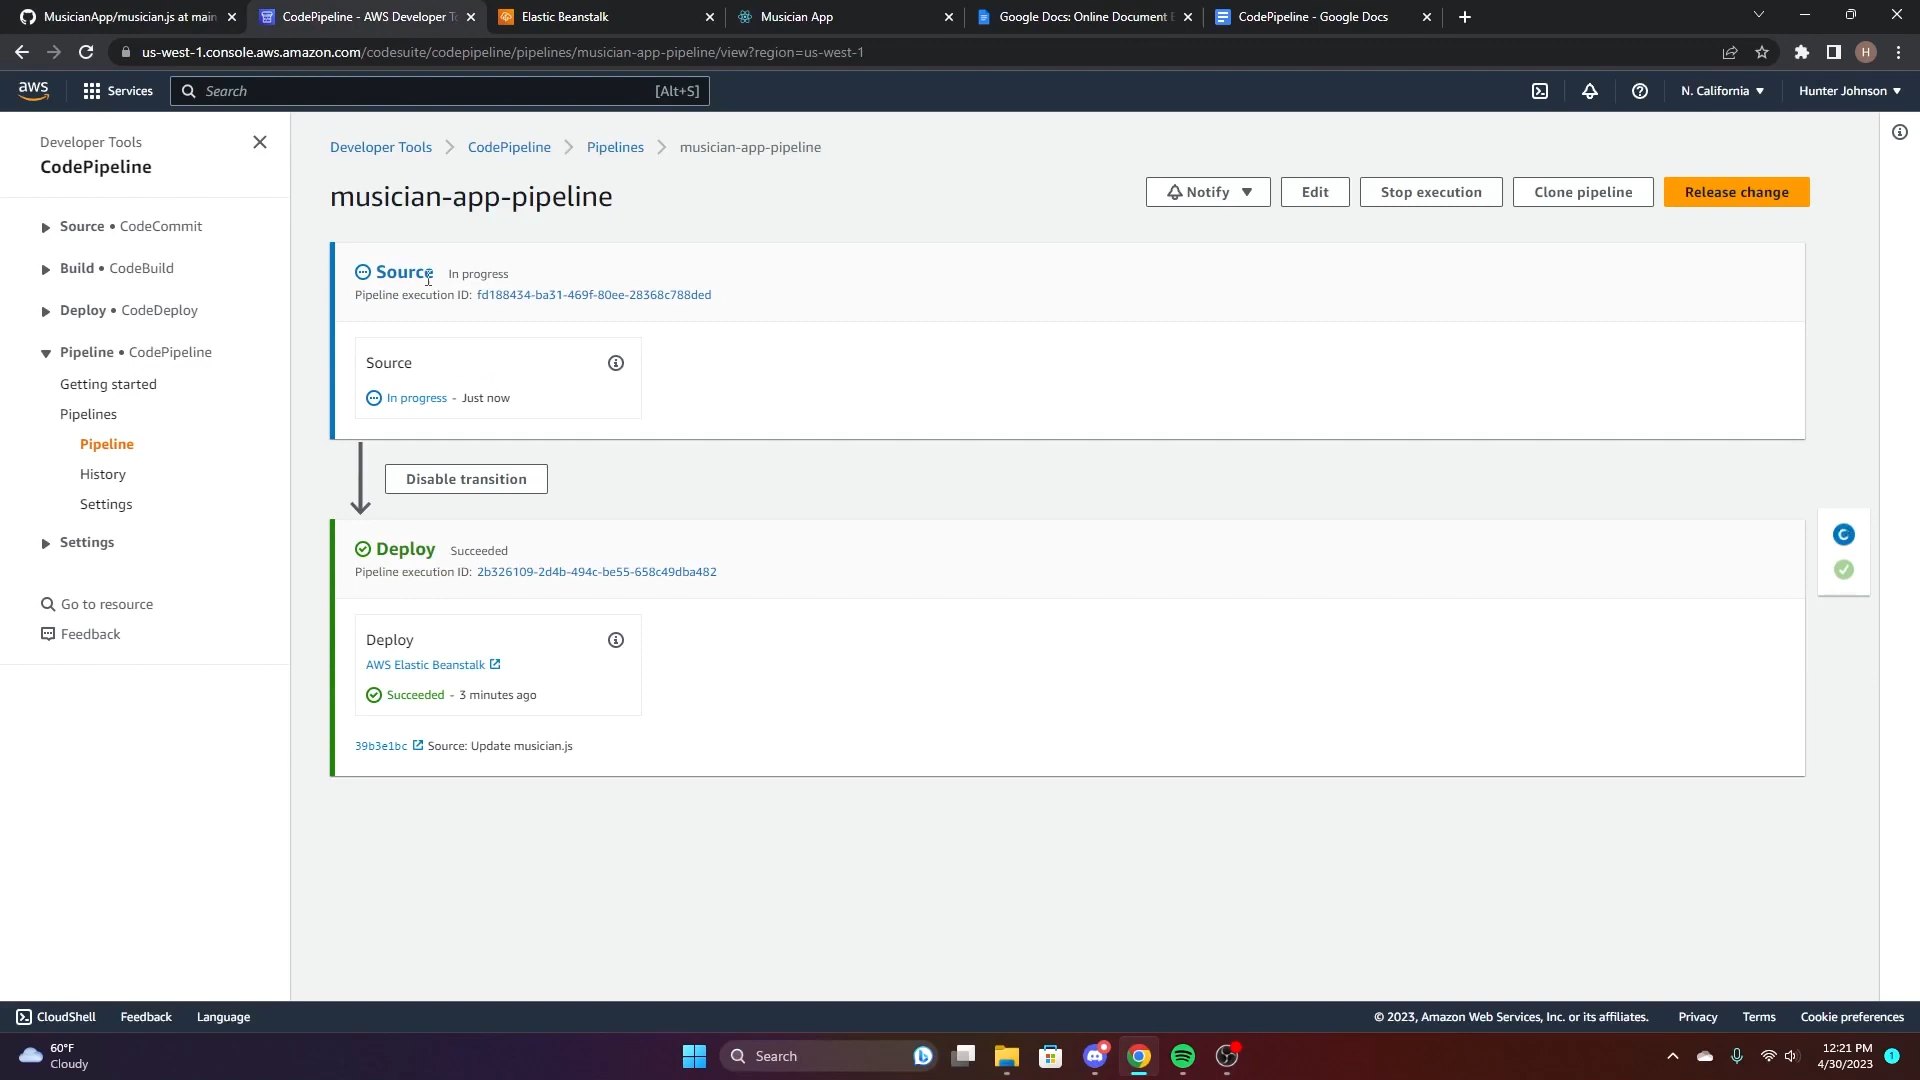 MusicianApp/musician.js at main
CodePipeline - AWS Developer To
Elastic Beanstalk
Musician App
Google Docs: Online Document E
CodePipeline - Google Docs
us-west-1.console.aws.amazon.com/codesuite/codepipeline/pipelines/musician-app-pipeline/view?region=us-west-1
H
aws
Services
Search
[Alt+S]
N. California
Hunter Johnson
Developer Tools
CodePipeline
Source • CodeCommit
Build • CodeBuild
Deploy • CodeDeploy
Pipeline • CodePipeline
Getting started
Pipelines
Pipeline
History
Settings
Settings
Go to resource
Feedback
Developer Tools
CodePipeline
Pipelines
musician-app-pipeline
musician-app-pipeline
Notify
Edit
Stop execution
Clone pipeline
Release change
Source In progress
Pipeline execution ID: fd188434-ba31-469f-80ee-28368c788ded
Source
In progress - Just now
Disable transition
Deploy Succeeded
Pipeline execution ID: 2b326109-2d4b-494c-be55-658c49dba482
Deploy
AWS Elastic Beanstalk
Succeeded - 3 minutes ago
39b3e1bc Source: Update musician.js
CloudShell
Feedback
Language
© 2023, Amazon Web Services, Inc. or its affiliates.
Privacy
Terms
Cookie preferences
60°F
Cloudy
Search
12:21 PM
4/30/2023
1